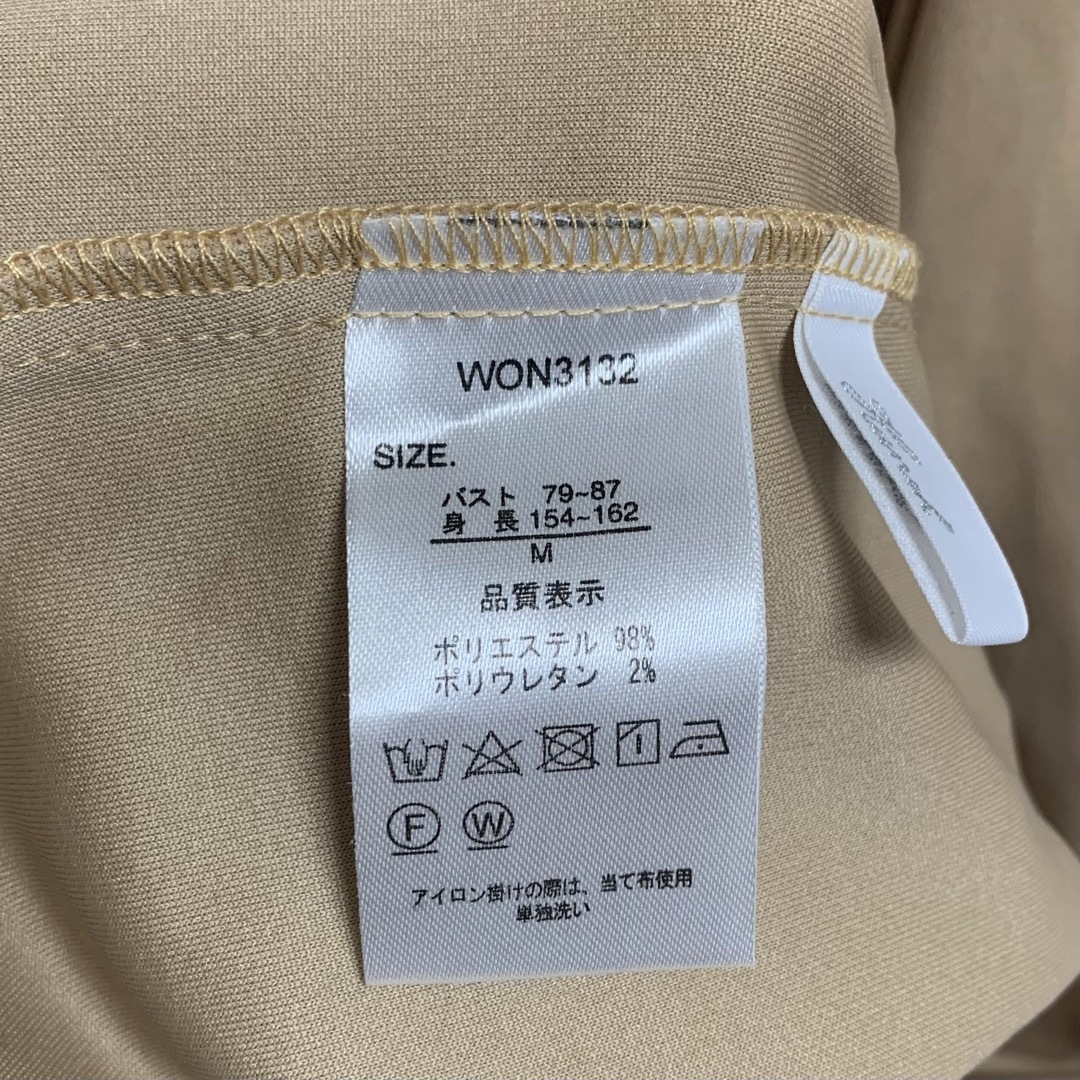 WON3132
SIZE.
バスト 79~87
身 長 154~162
M
品質表示
ポリエステル 98%
ポリウレタン 2%
F W
アイロン掛けの際は、当て布使用
単独洗い